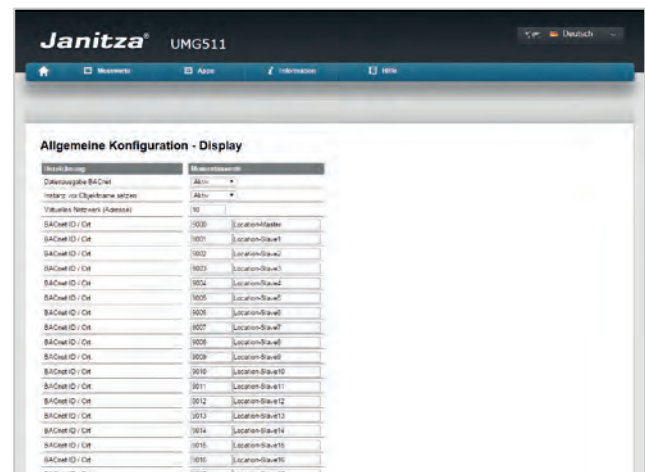 Janitza® UMG511
Deutsch
Messwerte Apps Information Hilfe
Allgemeine Konfiguration - Display
Bezeichnung Momentanwerte
Datenausgabe BACnet Aktiv
Instanz vor Objektname setzen Aktiv
Virtuelles Netzwerk (Adresse) 10
BACnet ID / Ort 9000 Location-Master
BACnet ID / Ort 9001 Location-Slave1
BACnet ID / Ort 9002 Location-Slave2
BACnet ID / Ort 9003 Location-Slave3
BACnet ID / Ort 9004 Location-Slave4
BACnet ID / Ort 9005 Location-Slave5
BACnet ID / Ort 9006 Location-Slave6
BACnet ID / Ort 9007 Location-Slave7
BACnet ID / Ort 9008 Location-Slave8
BACnet ID / Ort 9009 Location-Slave9
BACnet ID / Ort 9010 Location-Slave10
BACnet ID / Ort 9011 Location-Slave11
BACnet ID / Ort 9012 Location-Slave12
BACnet ID / Ort 9013 Location-Slave13
BACnet ID / Ort 9014 Location-Slave14
BACnet ID / Ort 9015 Location-Slave15
BACnet ID / Ort 9016 Location-Slave16